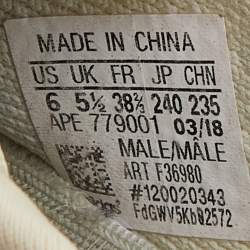 MADE IN CHINA
US UK FR JP CHN
6 5½ 38⅔ 240 235
APE 779001 03/18
MALE/MÂLE
ART F36980
#120020343
FdGWV5Kb02572